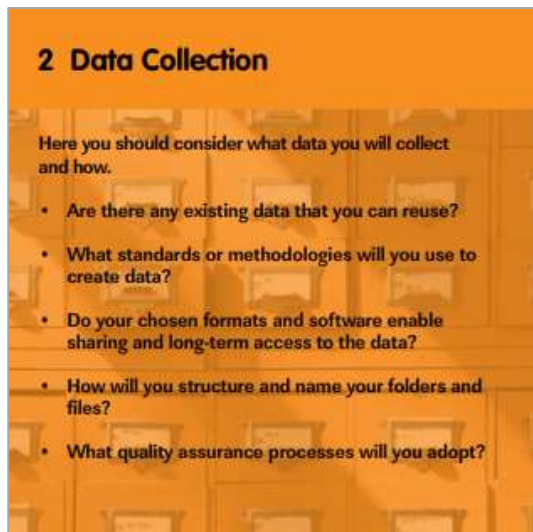 2 Data Collection
Here you should consider what data you will collect
and how.
• Are there any existing data that you can reuse?
• What standards or methodologies will you use to
create data?
• Do your chosen formats and software enable
sharing and long-term access to the data?
• How will you structure and name your folders and
files?
• What quality assurance processes will you adopt?